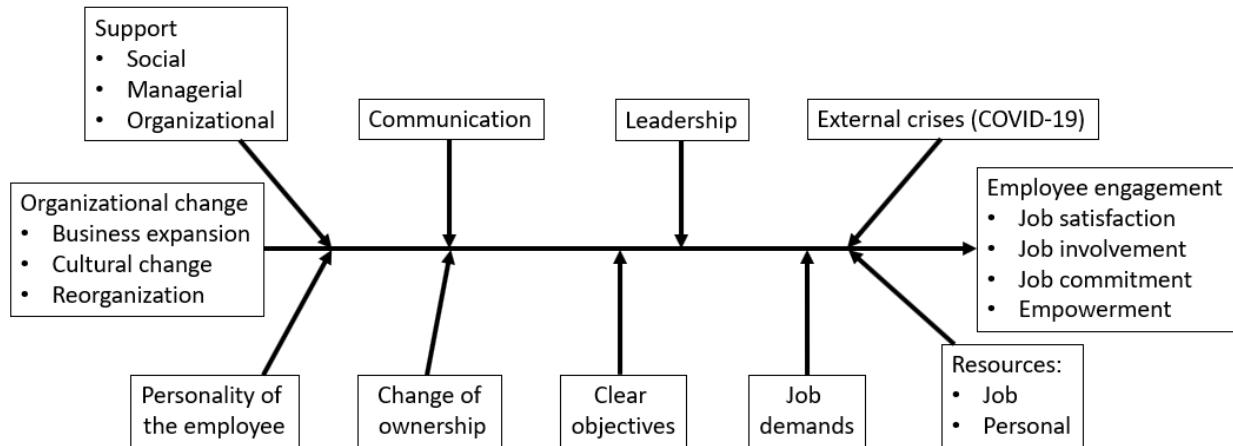 Support
• Social
• Managerial
• Organizational
Communication
Leadership
External crises (COVID-19)
Organizational change
• Business expansion
• Cultural change
• Reorganization
Employee engagement
• Job satisfaction
• Job involvement
• Job commitment
• Empowerment
Personality of
the employee
Change of
ownership
Clear
objectives
Job
demands
Resources:
• Job
• Personal